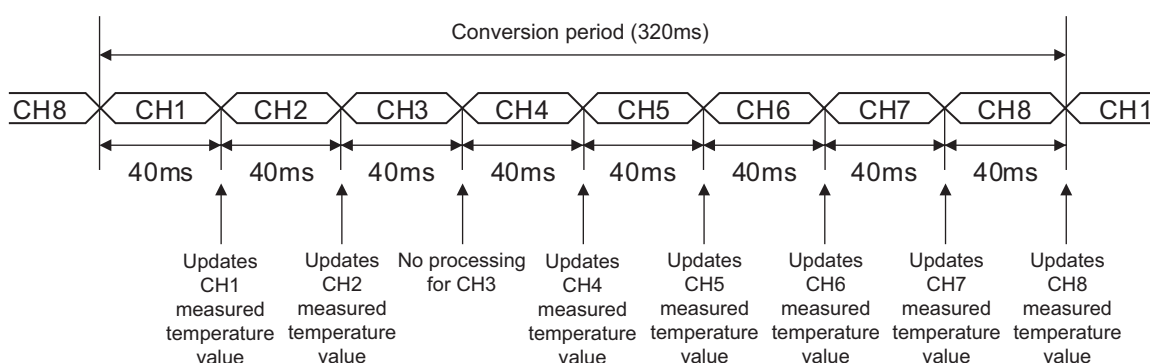 Conversion period (320ms)
CH8 CH1 CH2 CH3 CH4 CH5 CH6 CH7 CH8 CH1
40ms 40ms 40ms 40ms 40ms 40ms 40ms 40ms
Updates
CH1
measured
temperature
value
Updates
CH2
measured
temperature
value
No processing
for CH3
Updates
CH4
measured
temperature
value
Updates
CH5
measured
temperature
value
Updates
CH6
measured
temperature
value
Updates
CH7
measured
temperature
value
Updates
CH8
measured
temperature
value